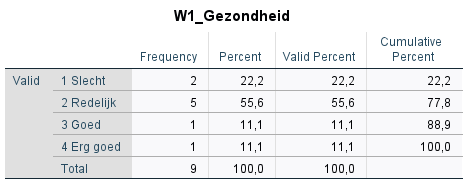 W1_Gezondheid
Frequency Percent Valid Percent Cumulative Percent
Valid 1 Slecht 2 22,2 22,2 22,2
2 Redelijk 5 55,6 55,6 77,8
3 Goed 1 11,1 11,1 88,9
4 Erg goed 1 11,1 11,1 100,0
Total 9 100,0 100,0